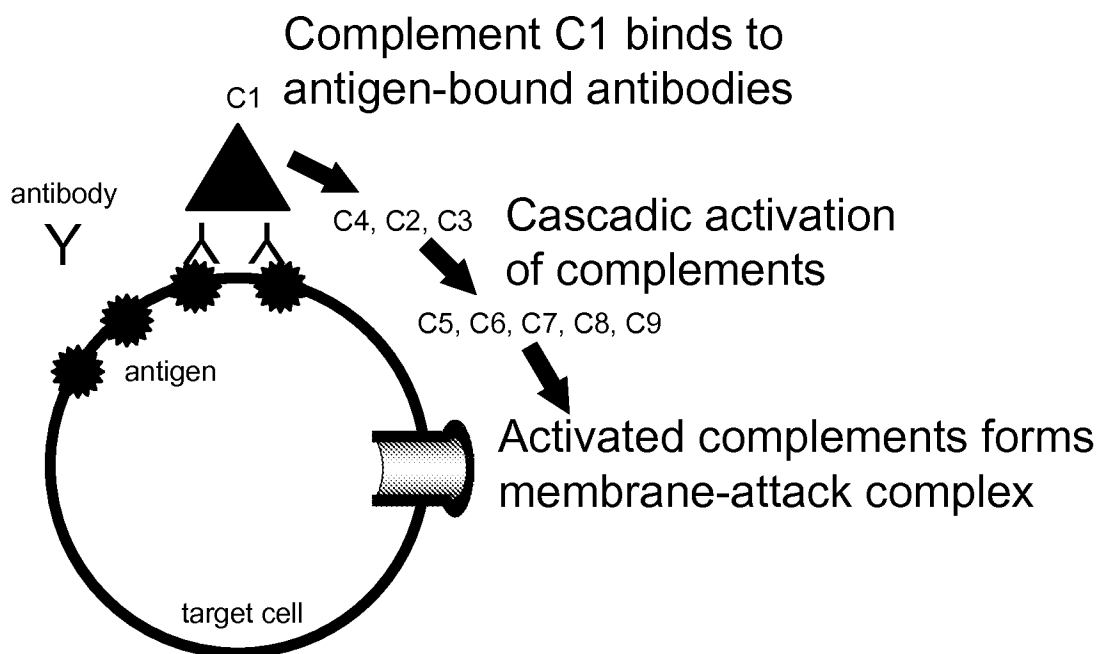 Complement C1 binds to
antigen-bound antibodies
C1
antibody
C4, C2, C3
Cascadic activation
of complements
C5, C6, C7, C8, C9
antigen
Activated complements forms
membrane-attack complex
target cell